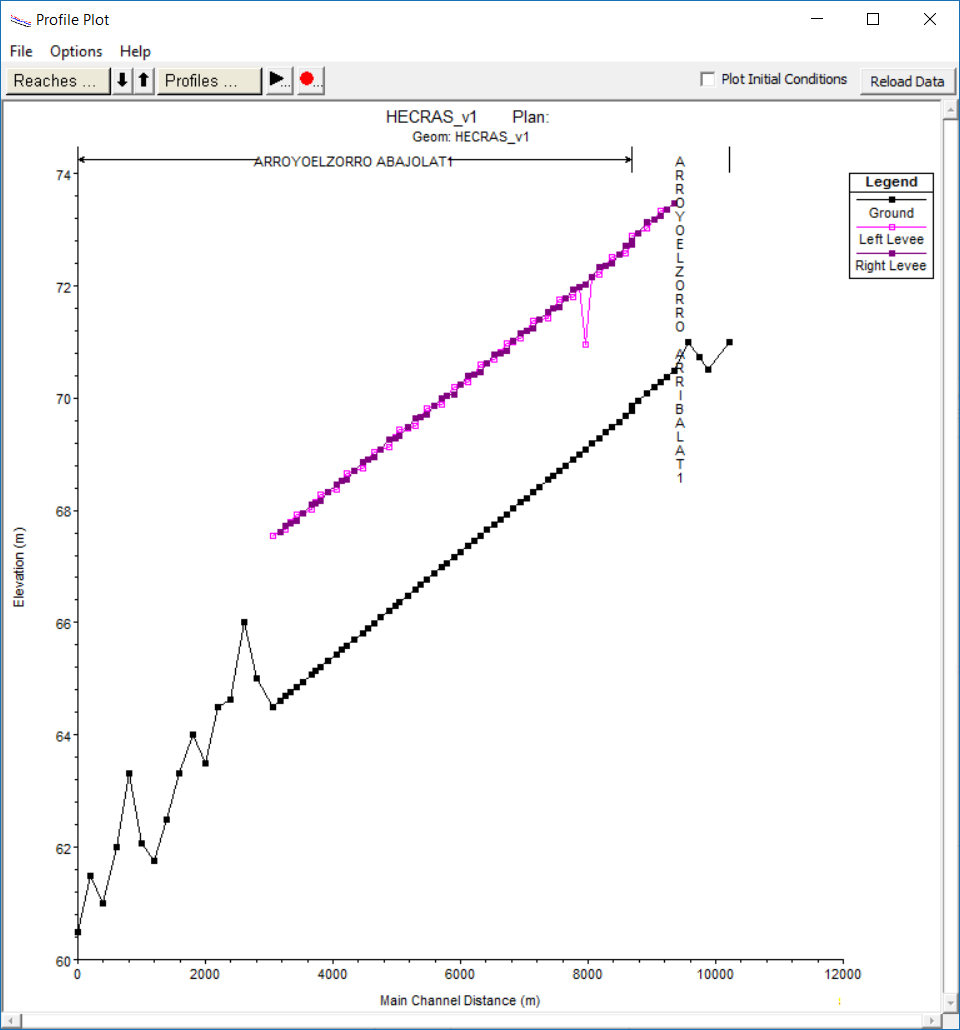 Profile Plot
File Options Help
Reaches ... Profiles ... ... ... Plot Initial Conditions Reload Data
HECRAS_v1 Plan:
Geom: HECRAS_v1
ARROYOELZORRO ABAJOLAT1
ARROYOELZORRO ARRIBALAT1
Legend
Ground
Left Levee
Right Levee
74
72
70
68
66
64
62
60
Elevation (m)
0 2000 4000 6000 8000 10000 12000
Main Channel Distance (m)